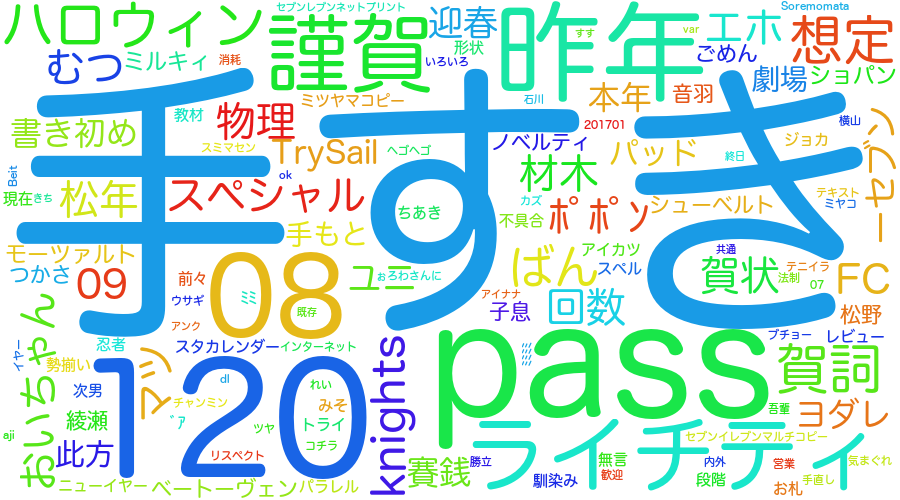 ハロウィン
謹賀
セブンレブンネットプリント
迎春
昨年
すす
var
エホ
Soremomata
想定
むつ
ミルキィ
消耗
形状
いろいろ
ごめん
劇場
ショパン
手すき
教材
物理
ミツヤマコピー
石川
本年
音羽
201701
横山
書き初め
スミマセン
TrySail
ヘゴヘゴ
ノベルティ
パッド
ジョカ
ーセブン
Beit
ok
材木
終日
現在
きち
松年
スペシャル
ちあき
カズ
不具合
ポポン
シューベルト
テキスト
ミヤコ
モーツァルト
手もと
アイカツ
共通
つかさ
09
前々
08
ユニ
ぉろわさんに
ばん
スペル
賀状
テニイラ
法制
07
FC
ウサギ
ミミ
既存
アイナナ
子息
回数
松野
アンク
おいちゃん
イヤー
忍者
スタカレンダー
インターネット
knights
pass
プチョー
レビュー
勢揃い
120
マッ
dl
れい
賀詞
次男
チャンミン
みそ
吾輩
ヨダレ
綾瀬
゛ア
ツヤ
トライ
ライチティ
セブンイレブンマルチコピー
aji
此方
リスペクト
コチラ
賽銭
勝立
無言
内外
営業
気まぐれ
ニューイヤー
ベートーヴェン
パラレル
馴染み
歓迎
段階
お札
手直し